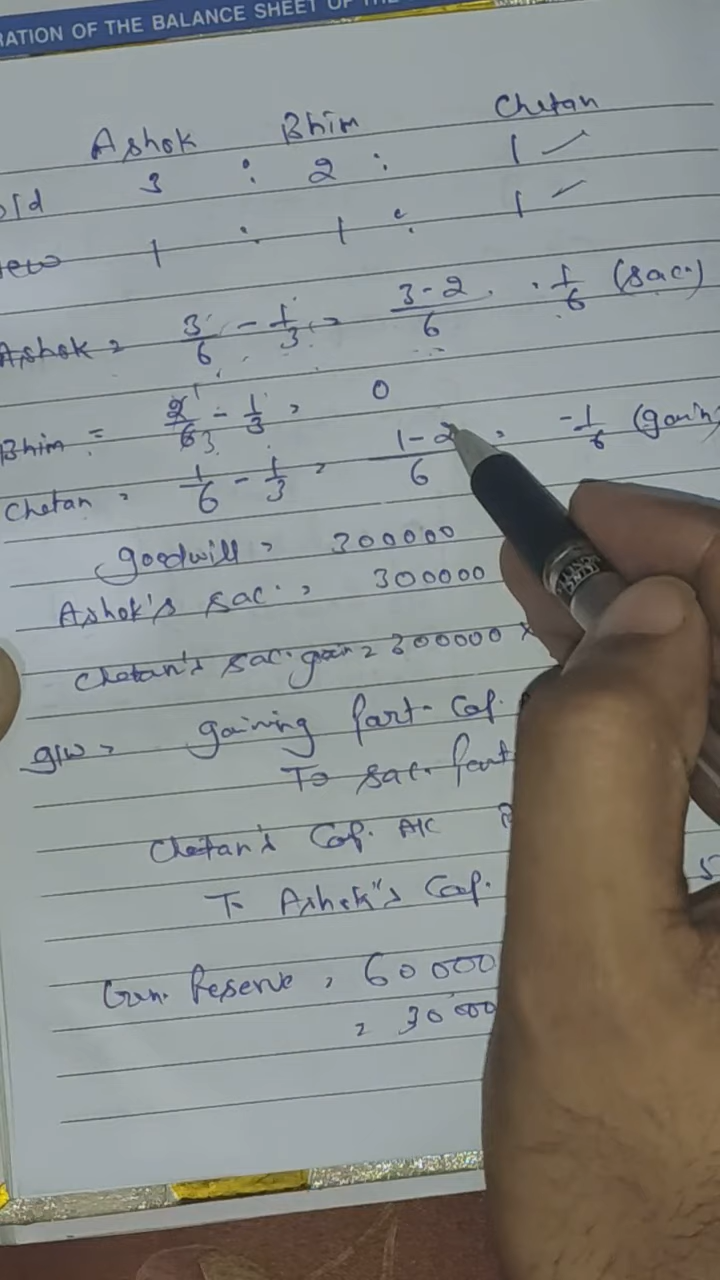 RATION OF THE BALANCE SHEET OF THE
Ashok Bhim Chetan
old 3 : 2 : 1 ✓
new 1 : 1 : 1 ✓
Ashok = 3/6 - 1/3 = 3-2/6 . 1/6 (sac.)
Bhim = 2/6 - 1/3 = 0
Chetan = 1/6 - 1/3 = 1-2/6 = -1/6 (gain
goodwill = 300000
Ashok's sac. = 300000
Chetan's sac. gain = 300000 x
g/w = gaining Part. Cap.
To sac. Part
Chetan's Cap. A/C
To Ashok's Cap. 5
Gen. Reserve = 60000
= 30000